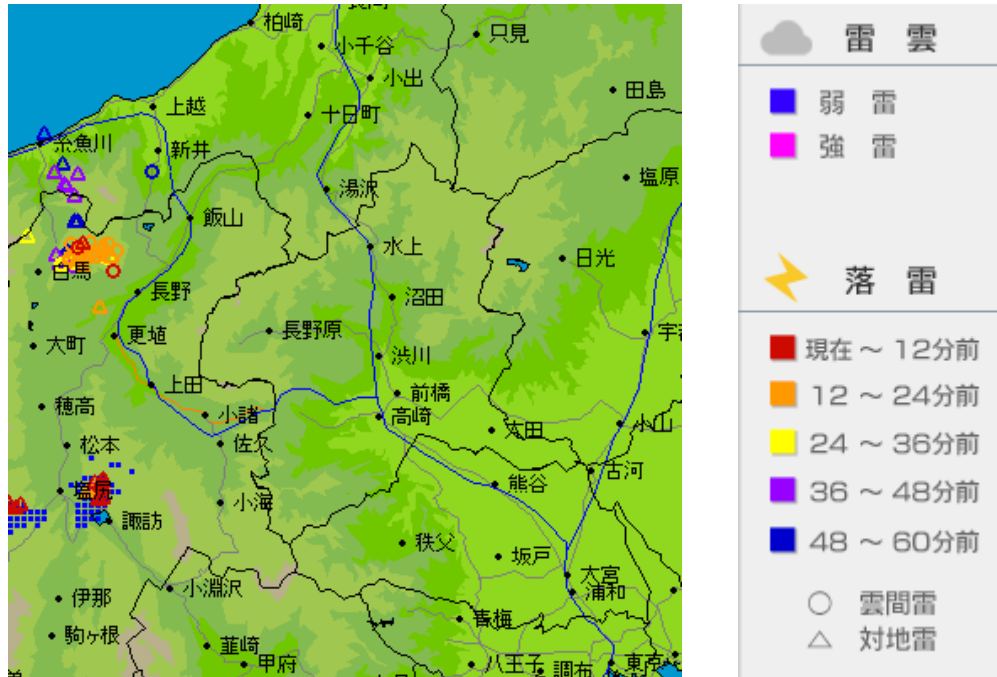 柏崎
小千谷
只見
小出
田島
上越
十日町
糸魚川
新井
塩原
湯沢
飯山
水上
日光
白馬
長野
沼田
長野原
更埴
大町
渋川
上田
前橋
穂高
小諸
高崎
太田
小山
松本
佐久
古河
塩尻
熊谷
小海
諏訪
秩父
坂戸
大宮
小淵沢
浦和
伊那
青梅
駒ヶ根
韮崎
甲府
八王子
調布
東京
雷雲
弱雷
強雷
落雷
現在 ～ 12分前
12 ～ 24分前
24 ～ 36分前
36 ～ 48分前
48 ～ 60分前
雲間雷
対地雷